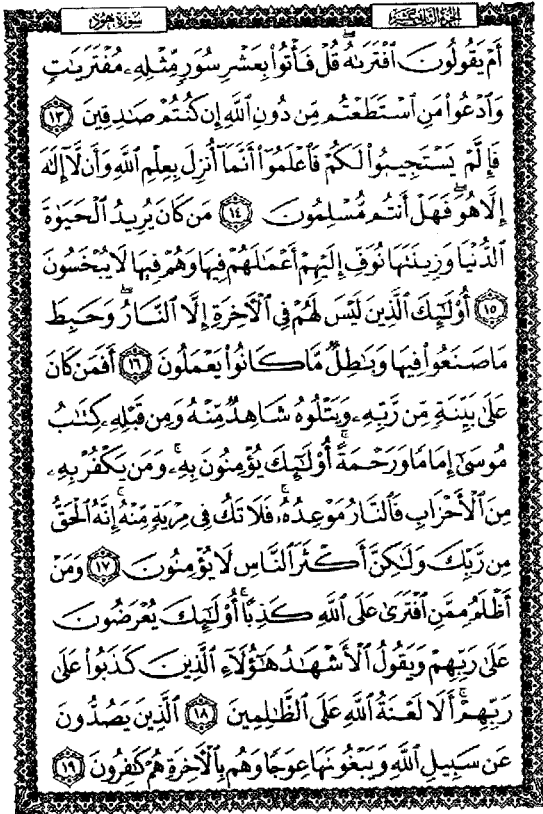 سورة هود الجزء الثاني عشر
أَمْ يَقُولُونَ ٱفْتَرَىٰهُ ۖ قُلْ فَأْتُوا۟ بِعَشْرِ سُوَرٍ مِّثْلِهِۦ مُفْتَرَيَٰتٍ
وَٱدْعُوا۟ مَنِ ٱسْتَطَعْتُم مِّن دُونِ ٱللَّهِ إِن كُنتُمْ صَٰدِقِينَ ١٣
فَإِلَّمْ يَسْتَجِيبُوا۟ لَكُمْ فَٱعْلَمُوٓا۟ أَنَّمَآ أُنزِلَ بِعِلْمِ ٱللَّهِ وَأَن لَّآ إِلَٰهَ
إِلَّا هُوَ ۖ فَهَلْ أَنتُم مُّسْلِمُونَ ١٤ مَن كَانَ يُرِيدُ ٱلْحَيَوٰةَ
ٱلدُّنْيَا وَزِينَتَهَا نُوَفِّ إِلَيْهِمْ أَعْمَٰلَهُمْ فِيهَا وَهُمْ فِيهَا لَا يُبْخَسُونَ
١٥ أُو۟لَٰٓئِكَ ٱلَّذِينَ لَيْسَ لَهُمْ فِى ٱلْءَاخِرَةِ إِلَّا ٱلنَّارُ ۖ وَحَبِطَ
مَا صَنَعُوا۟ فِيهَا وَبَٰطِلٌ مَّا كَانُوا۟ يَعْمَلُونَ ١٦ أَفَمَن كَانَ
عَلَىٰ بَيِّنَةٍ مِّن رَّبِّهِۦ وَيَتْلُوهُ شَاهِدٌ مِّنْهُ وَمِن قَبْلِهِۦ كِتَٰبُ
مُوسَىٰٓ إِمَامًا وَرَحْمَةً ۚ أُو۟لَٰٓئِكَ يُؤْمِنُونَ بِهِۦ ۚ وَمَن يَكْفُرْ بِهِۦ
مِنَ ٱلْأَحْزَابِ فَٱلنَّارُ مَوْعِدُهُۥ ۚ فَلَا تَكُ فِى مِرْيَةٍ مِّنْهُ ۚ إِنَّهُ ٱلْحَقُّ
مِن رَّبِّكَ وَلَٰكِنَّ أَكْثَرَ ٱلنَّاسِ لَا يُؤْمِنُونَ ١٧ وَمَنْ
أَظْلَمُ مِمَّنِ ٱفْتَرَىٰ عَلَى ٱللَّهِ كَذِبًا ۚ أُو۟لَٰٓئِكَ يُعْرَضُونَ
عَلَىٰ رَبِّهِمْ وَيَقُولُ ٱلْأَشْهَٰدُ هَٰٓؤُلَآءِ ٱلَّذِينَ كَذَبُوا۟ عَلَىٰ
رَبِّهِمْ ۚ أَلَا لَعْنَةُ ٱللَّهِ عَلَى ٱلظَّٰلِمِينَ ١٨ ٱلَّذِينَ يَصُدُّونَ
عَن سَبِيلِ ٱللَّهِ وَيَبْغُونَهَا عِوَجًا وَهُم بِٱلْءَاخِرَةِ هُمْ كَٰفِرُونَ ١٩